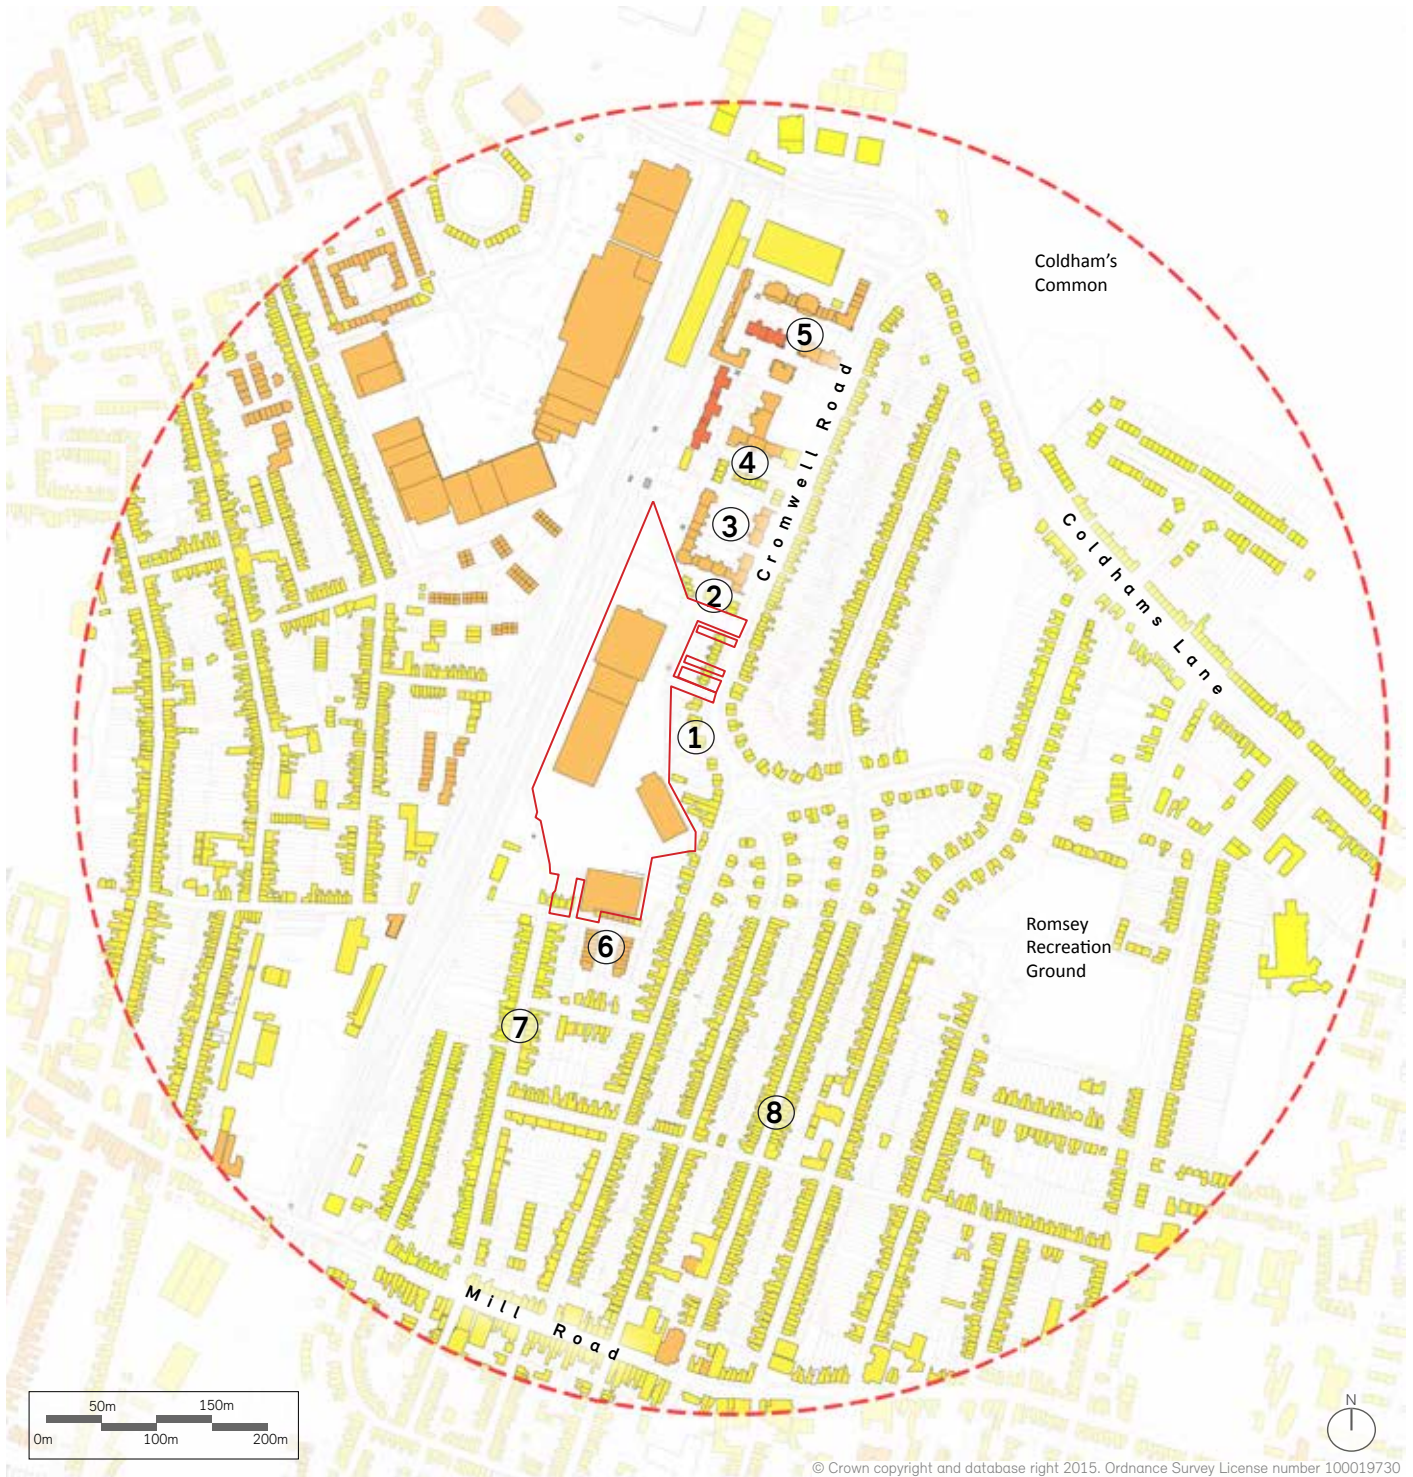 Coldham's
Common
5
Cromwell Road
4
3
Coldhams Lane
2
1
Romsey
Recreation
Ground
6
7
8
Mill Road
50m 150m
0m 100m 200m
N
© Crown copyright and database right 2015. Ordnance Survey License number 100019730